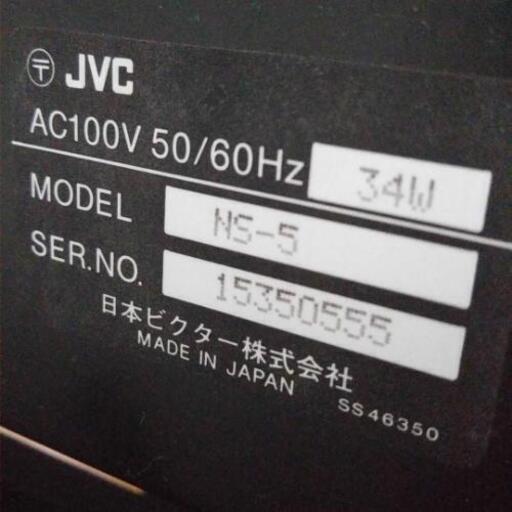 〶 JVC
AC100V 50/60Hz 34W
MODEL NS-5
SER.NO. 15350555
日本ビクター株式会社
MADE IN JAPAN
SS46350